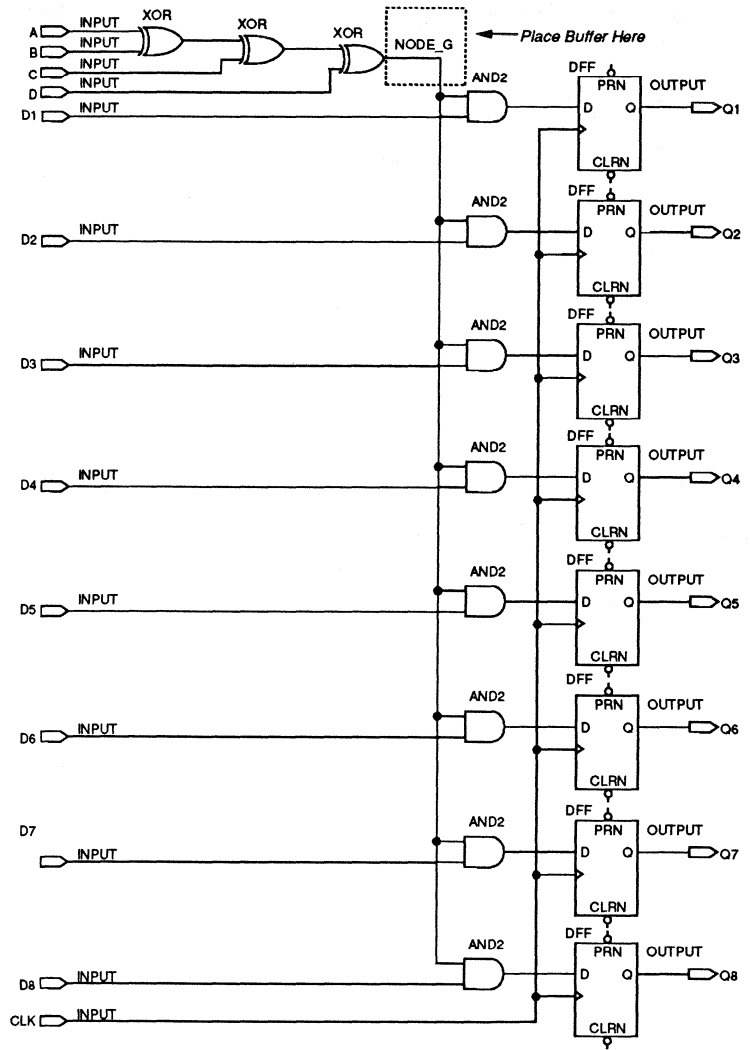 XOR
A INPUT
B INPUT
XOR
C INPUT
XOR
D INPUT
NODE_G
Place Buffer Here
D1 INPUT
AND2
DFF
PRN
D Q
CLRN
OUTPUT
Q1
D2 INPUT
AND2
DFF
PRN
D Q
CLRN
OUTPUT
Q2
D3 INPUT
AND2
DFF
PRN
D Q
CLRN
OUTPUT
Q3
D4 INPUT
AND2
DFF
PRN
D Q
CLRN
OUTPUT
Q4
D5 INPUT
AND2
DFF
PRN
D Q
CLRN
OUTPUT
Q5
D6 INPUT
AND2
DFF
PRN
D Q
CLRN
OUTPUT
Q6
D7 INPUT
AND2
DFF
PRN
D Q
CLRN
OUTPUT
Q7
D8 INPUT
AND2
DFF
PRN
D Q
CLRN
OUTPUT
Q8
CLK INPUT